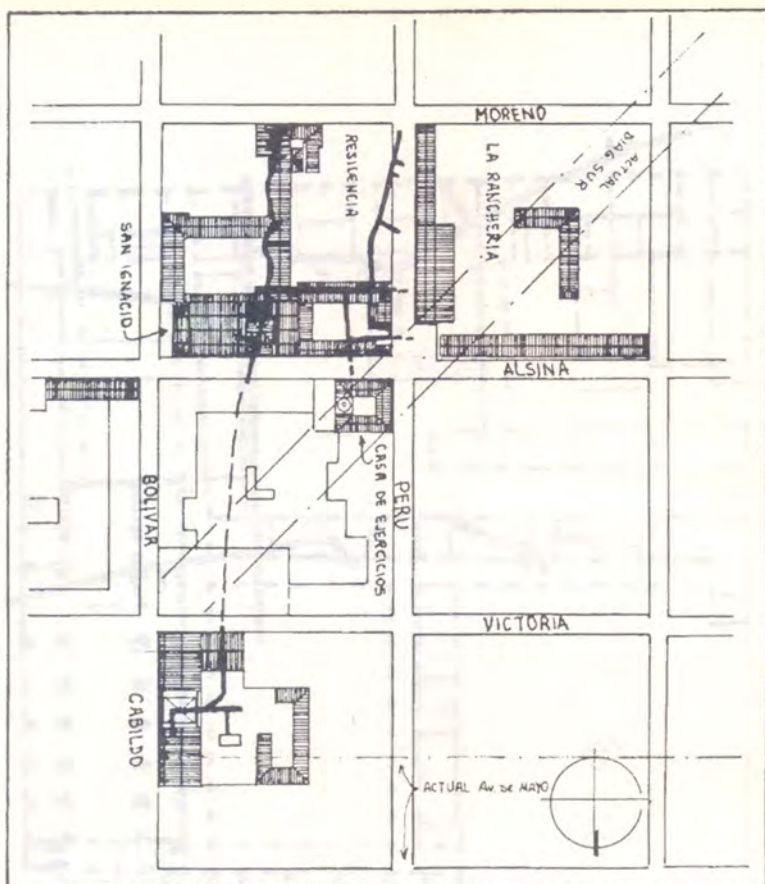 MORENO
ACTUAL
DIAG SUR
RESILENCIA
LA RANCHERIA
SAN IGNACIO
ALSINA
CASA DE EJERCICIOS
PERU
BOLIVAR
VICTORIA
CABILDO
ACTUAL AV. DE MAYO